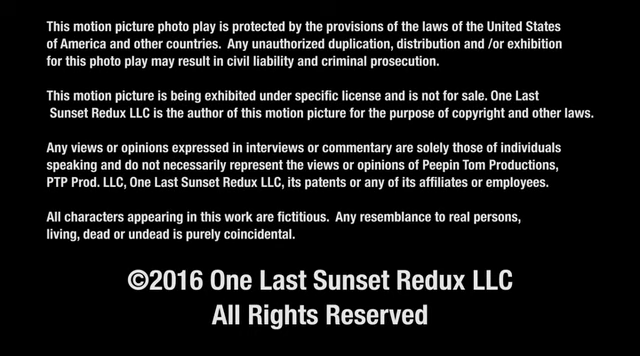 This motion picture photo play is protected by the provisions of the laws of the United States
of America and other countries. Any unauthorized duplication, distribution and /or exhibition
for this photo play may result in civil liability and criminal prosecution.
This motion picture is being exhibited under specific license and is not for sale. One Last
Sunset Redux LLC is the author of this motion picture for the purpose of copyright and other laws.
Any views or opinions expressed in interviews or commentary are solely those of individuals
speaking and do not necessarily represent the views or opinions of Peepin Tom Productions,
PTP Prod. LLC, One Last Sunset Redux LLC, its patents or any of its affiliates or employees.
All characters appearing in this work are fictitious. Any resemblance to real persons,
living, dead or undead is purely coincidental.
©2016 One Last Sunset Redux LLC
All Rights Reserved